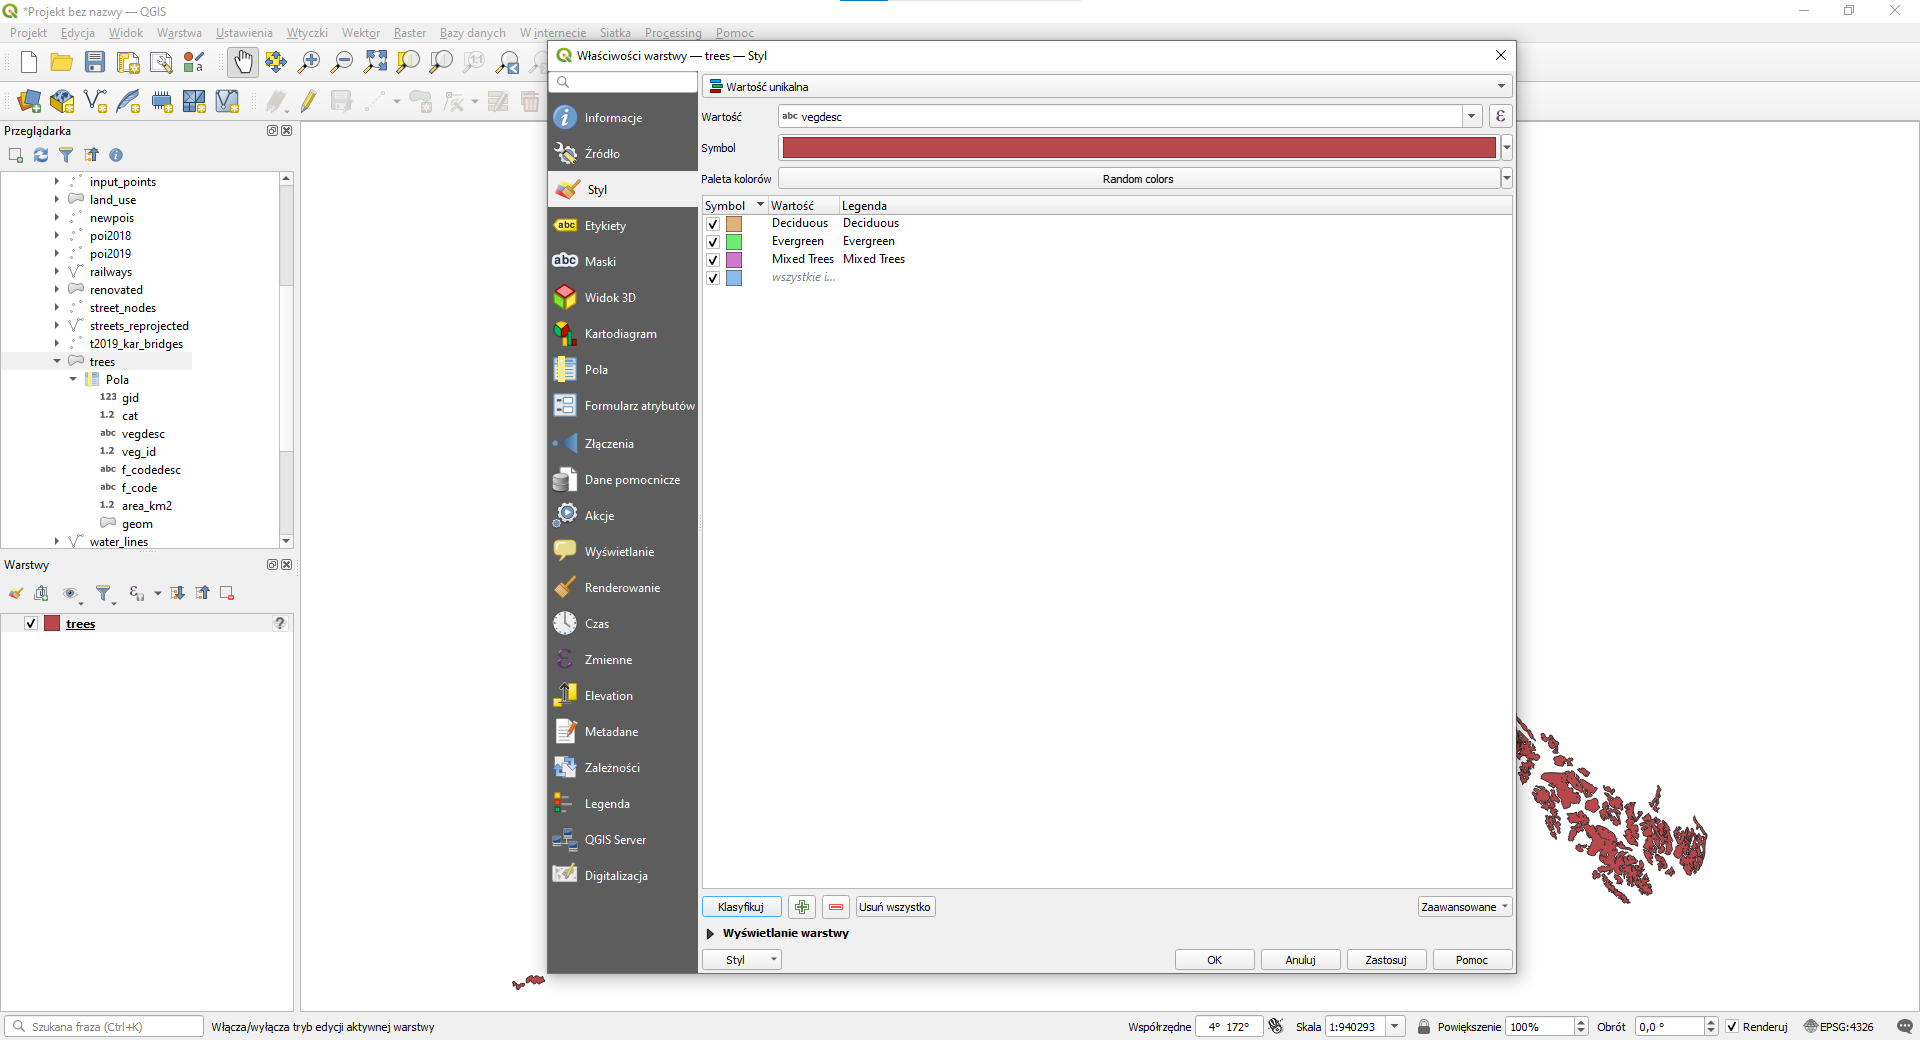 *Projekt bez nazwy — QGIS
Projekt Edycja Widok Warstwa Ustawienia Wtyczki Wektor Raster Bazy danych W internecie Siatka Processing Pomoc
Właściwości warstwy — trees — Styl
Przeglądarka
input_points
land_use
newpois
poi2018
poi2019
railways
renovated
street_nodes
streets_reprojected
t2019_kar_bridges
trees
Pola
123 gid
1.2 cat
abc vegdesc
1.2 veg_id
abc f_codedesc
abc f_code
1.2 area_km2
geom
water_lines
Warstwy
trees ?
Informacje
Źródło
Styl
abc Etykiety
abc Maski
Widok 3D
Kartodiagram
Pola
Formularz atrybutów
Złączenia
Dane pomocnicze
Akcje
Wyświetlanie
Renderowanie
Czas
Zmienne
Elevation
Metadane
Zależności
Legenda
QGIS Server
Digitalizacja
Wartość unikalna
Wartość abc vegdesc ε
Symbol
Paleta kolorów Random colors
Symbol Wartość Legenda
Deciduous Deciduous
Evergreen Evergreen
Mixed Trees Mixed Trees
wszystkie i...
Klasyfikuj Usuń wszystko Zaawansowane
Wyświetlanie warstwy
Styl OK Anuluj Zastosuj Pomoc
Szukana fraza (Ctrl+K) Włącza/wyłącza tryb edycji aktywnej warstwy Współrzędne 4° 172° Skala 1:940293 Powiększenie 100% Obrót 0,0 ° Renderuj EPSG:4326